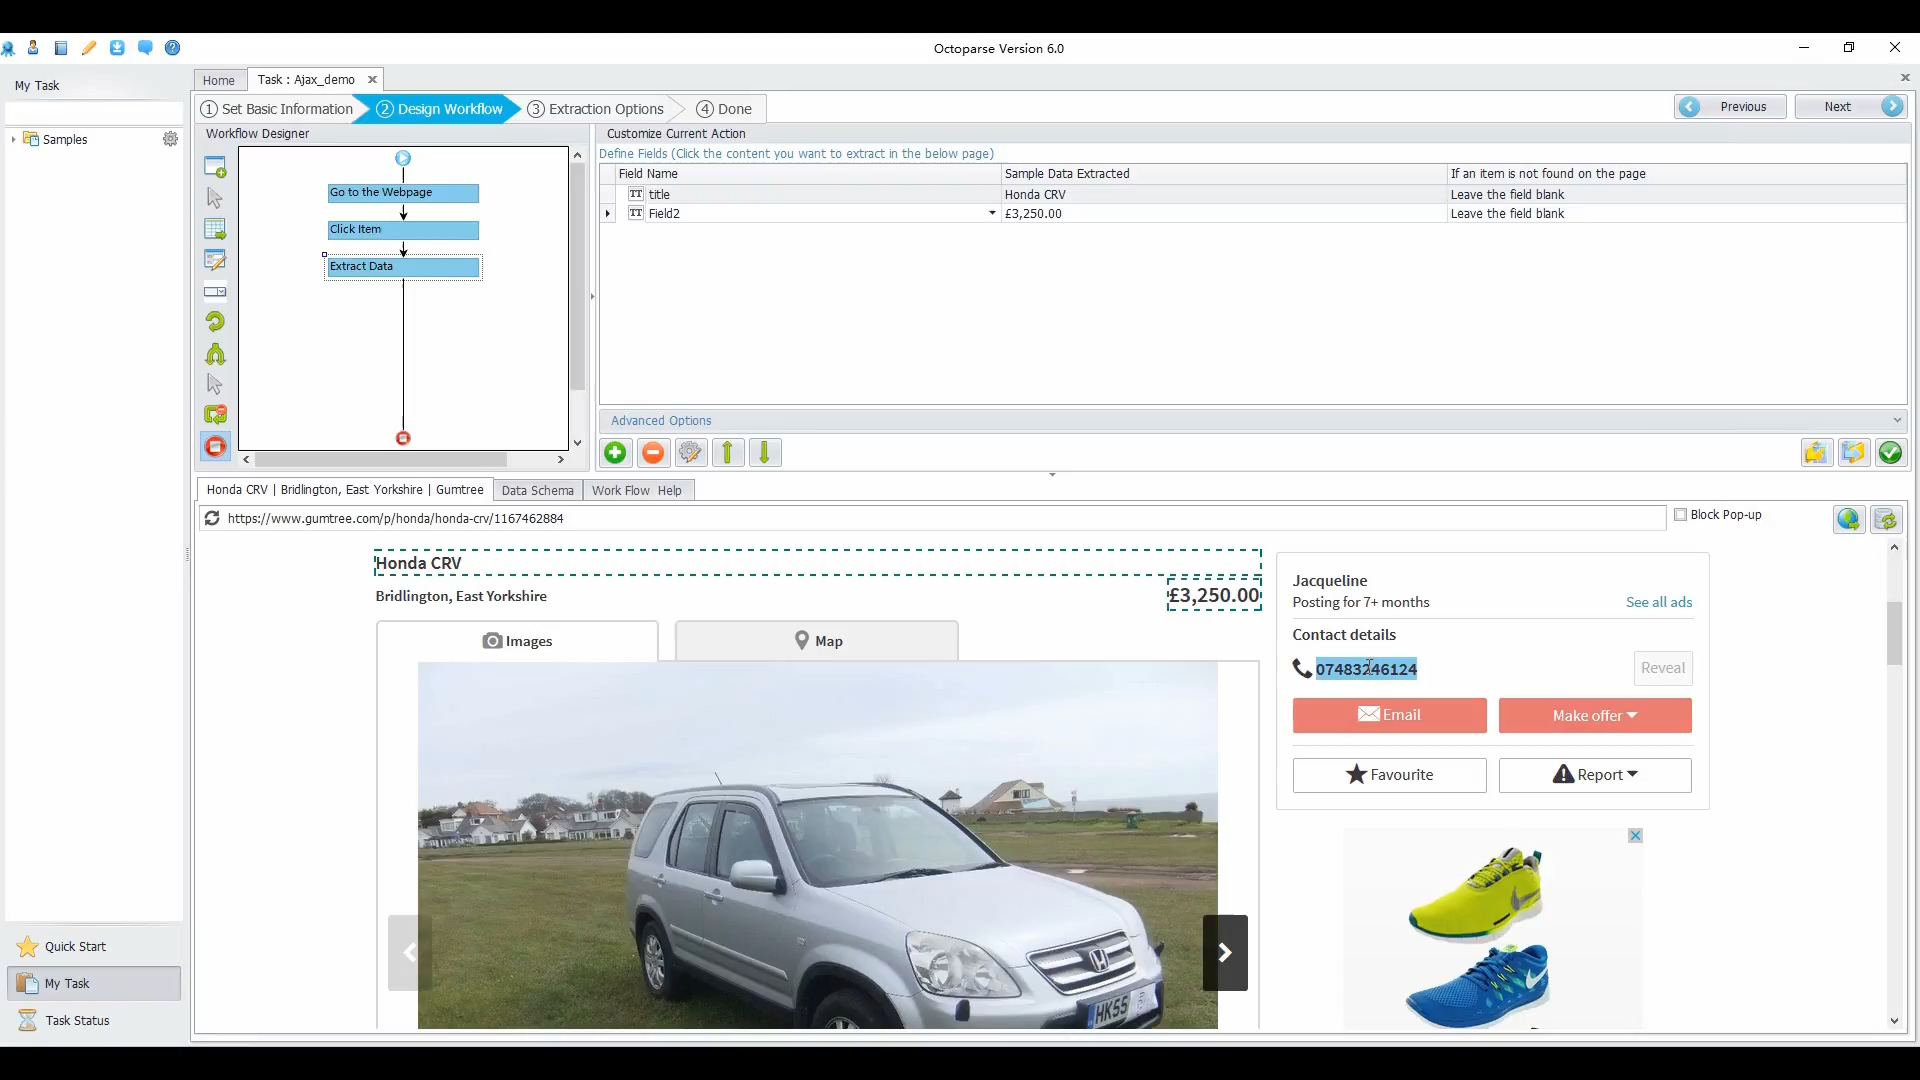 Octoparse Version 6.0
My Task
Home
Task : Ajax_demo
1 Set Basic Information
2 Design Workflow
3 Extraction Options
4 Done
Previous
Next
Samples
Workflow Designer
Go to the Webpage
Click Item
Extract Data
Customize Current Action
Define Fields (Click the content you want to extract in the below page)
Field Name Sample Data Extracted If an item is not found on the page
TT title Honda CRV Leave the field blank
TT Field2 £3,250.00 Leave the field blank
Advanced Options
Honda CRV | Bridlington, East Yorkshire | Gumtree
Data Schema
Work Flow Help
https://www.gumtree.com/p/honda/honda-crv/1167462884
Block Pop-up
Honda CRV
Bridlington, East Yorkshire
£3,250.00
Images
Map
HK55
Jacqueline
Posting for 7+ months
See all ads
Contact details
07483246124
Reveal
Email
Make offer
Favourite
Report
Quick Start
My Task
Task Status